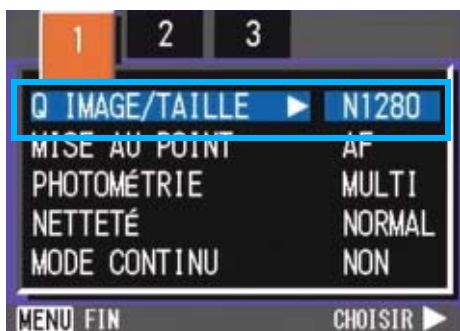 1 2 3
Q IMAGE/TAILLE ▶ N1280
MISE AU POINT AF
PHOTOMÉTRIE MULTI
NETTETÉ NORMAL
MODE CONTINU NON
MENU FIN CHOISIR ▶